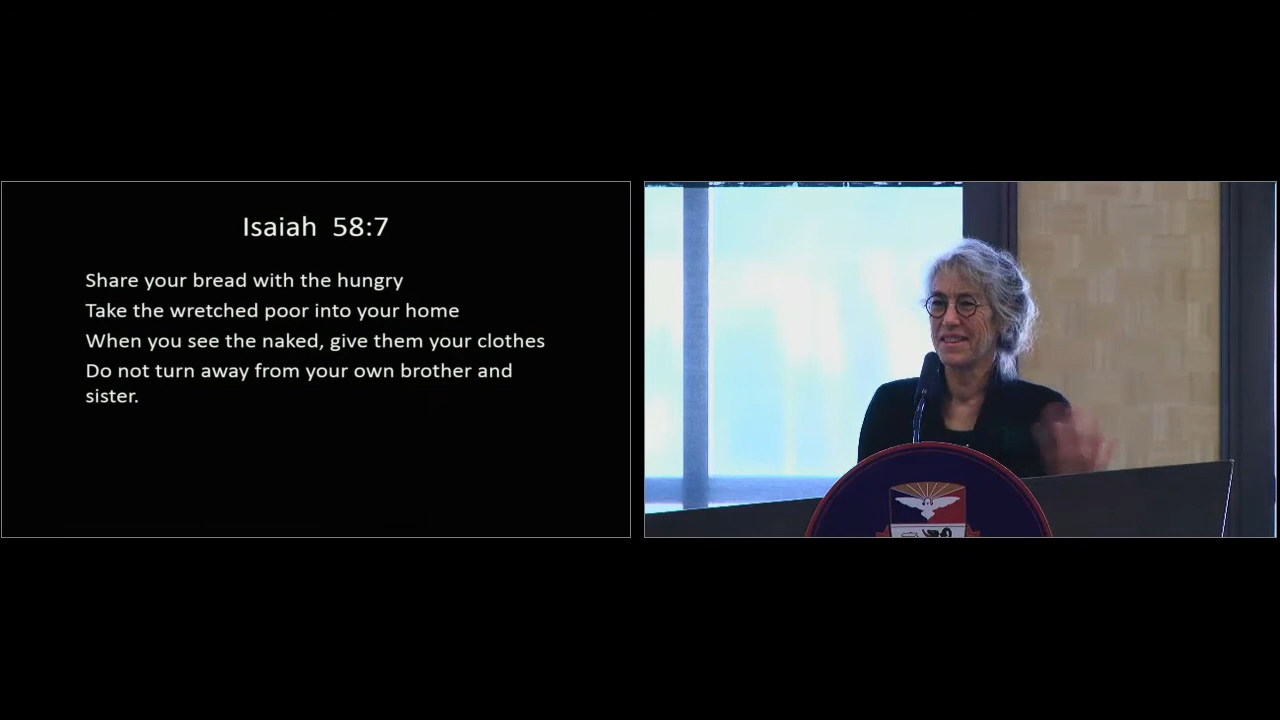 Isaiah 58:7
Share your bread with the hungry
Take the wretched poor into your home
When you see the naked, give them your clothes
Do not turn away from your own brother and
sister.